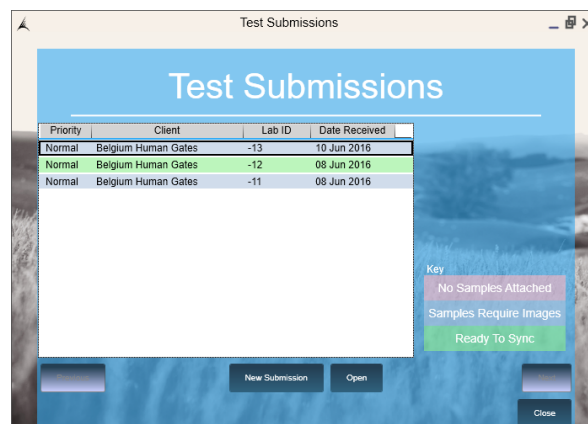 Test Submissions
Test Submissions
Priority Client Lab ID Date Received
Normal Belgium Human Gates -13 10 Jun 2016
Normal Belgium Human Gates -12 08 Jun 2016
Normal Belgium Human Gates -11 08 Jun 2016
Key
No Samples Attached
Samples Require Images
Ready To Sync
New Submission Open
Close